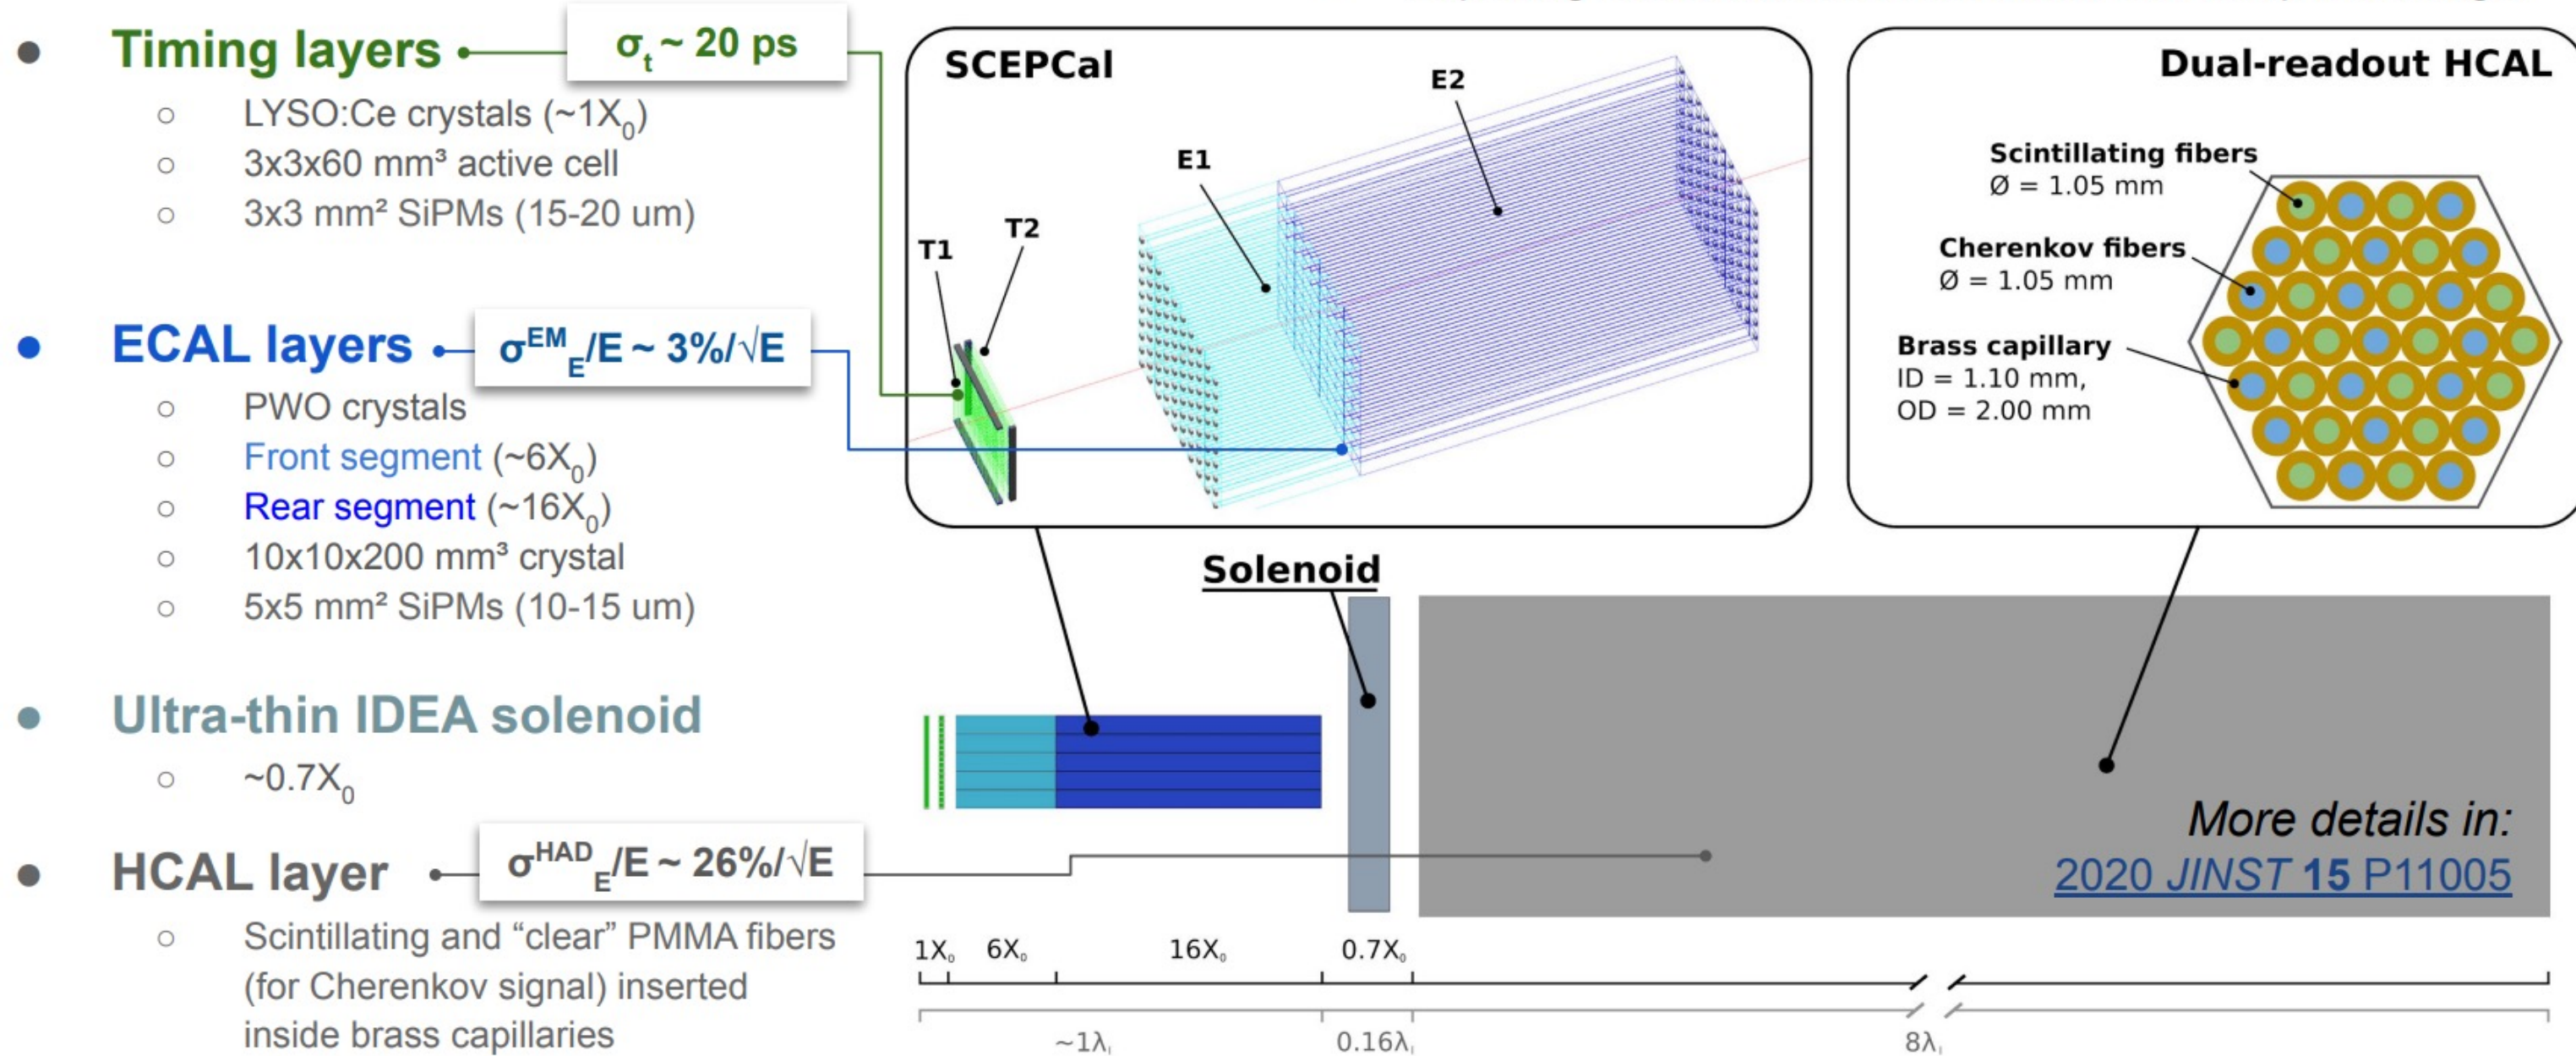 Timing layers
σt ~ 20 ps
LYSO:Ce crystals (~1X0)
3x3x60 mm³ active cell
3x3 mm² SiPMs (15-20 um)
ECAL layers
σEM E/E ~ 3%/√E
PWO crystals
Front segment (~6X0)
Rear segment (~16X0)
10x10x200 mm³ crystal
5x5 mm² SiPMs (10-15 um)
Ultra-thin IDEA solenoid
~0.7X0
HCAL layer
σHAD E/E ~ 26%/√E
Scintillating and “clear” PMMA fibers
(for Cherenkov signal) inserted
inside brass capillaries
SCEPCal
E2
E1
T2
T1
Dual-readout HCAL
Scintillating fibers
Ø = 1.05 mm
Cherenkov fibers
Ø = 1.05 mm
Brass capillary
ID = 1.10 mm,
OD = 2.00 mm
Solenoid
More details in:
2020 JINST 15 P11005
1X0 6X0 16X0 0.7X0
~1λI 0.16λI 8λI